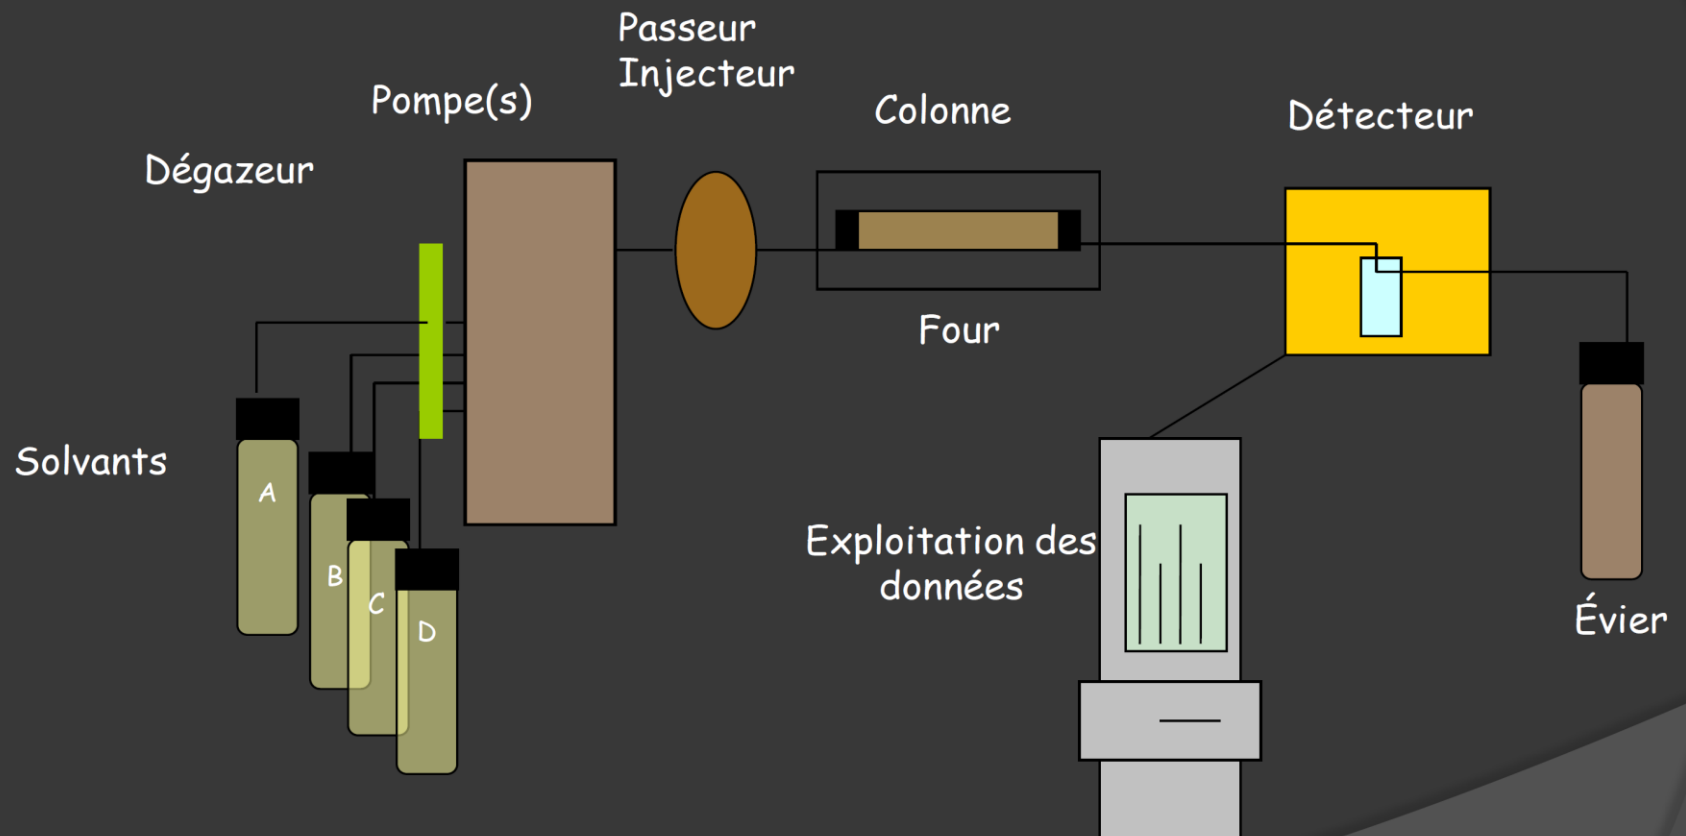 Passeur
Injecteur
Pompe(s)
Colonne
Détecteur
Dégazeur
Four
Solvants
A
B
C
D
Exploitation des
données
Évier